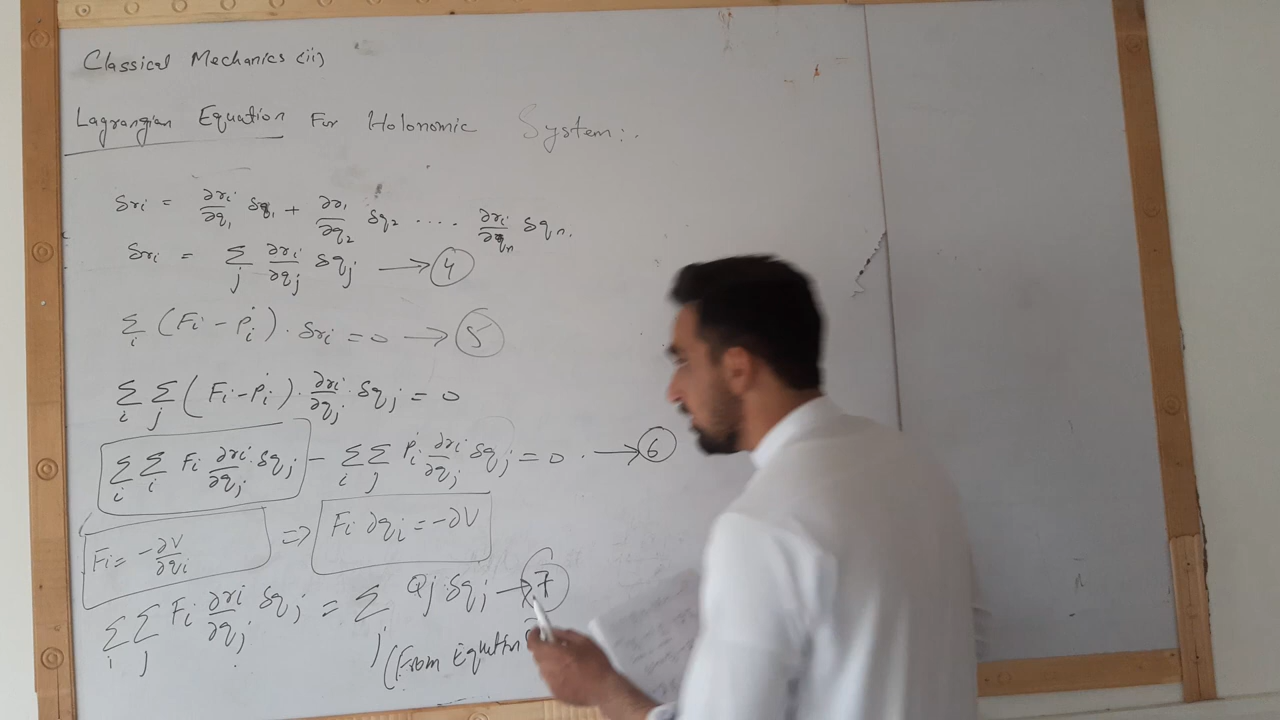 Classical Mechanics (ii)
Lagrangian Equation For Holonomic System:.
δri = ∂ri/∂q1 δq1 + ∂r1/∂q2 δq2 .... ∂ri/∂qn δqn.
δri = Σj ∂ri/∂qj δqj → 4
Σi (Fi - Ṗi) . δri = 0 → 5
Σi Σj (Fi - Ṗi) . ∂ri/∂qj . δqj = 0
Σi Σi Fi ∂ri/∂qj . δqj - Σi Σj Ṗi ∂ri/∂qj δqj = 0 . → 6
Fi = -∂V/∂qi ⇒ Fi ∂qi = -∂V
Σi Σj Fi ∂ri/∂qj δqj = Σj Qj δqj → 7
(From Equation